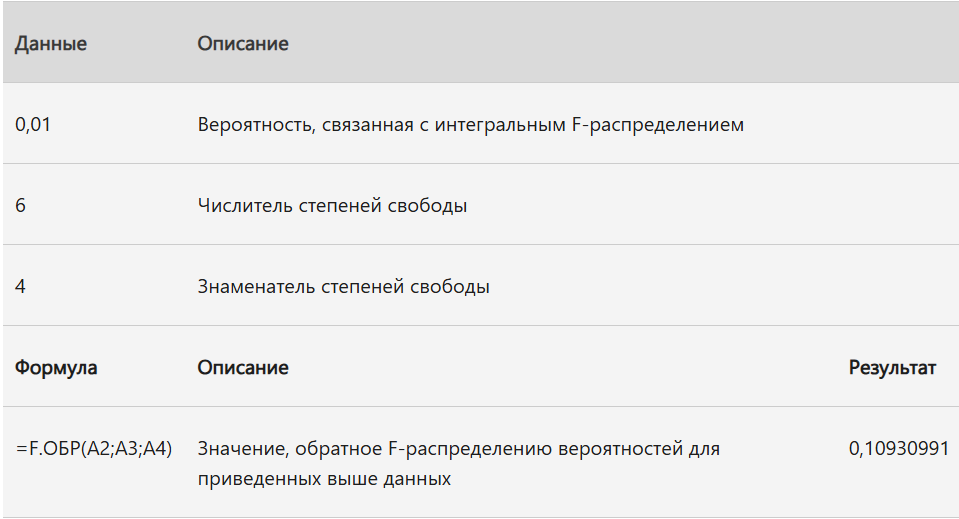 Данные Описание
0,01 Вероятность, связанная с интегральным F-распределением
6 Числитель степеней свободы
4 Знаменатель степеней свободы
Формула Описание Результат
=F.ОБР(A2;A3;A4) Значение, обратное F-распределению вероятностей для 0,10930991
приведенных выше данных